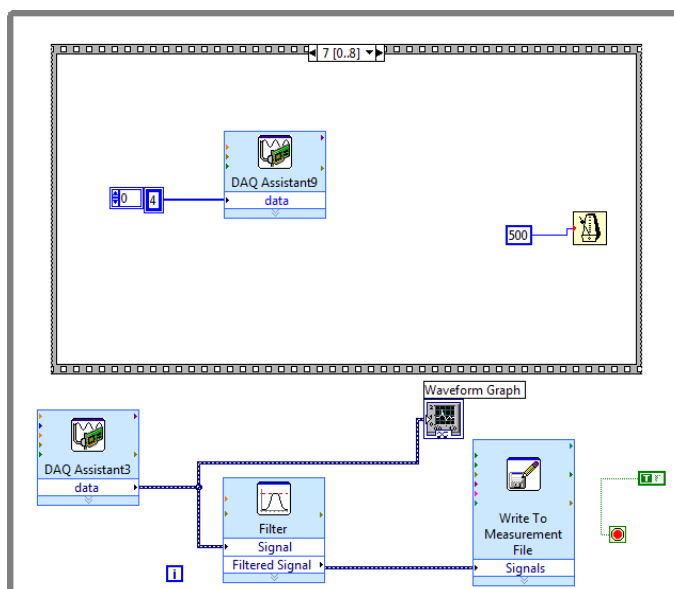 7 [0..8]
DAQ Assistant9
data
0
4
500
Waveform Graph
DAQ Assistant3
data
Filter
Signal
Filtered Signal
Write To
Measurement
File
Signals
T F
i